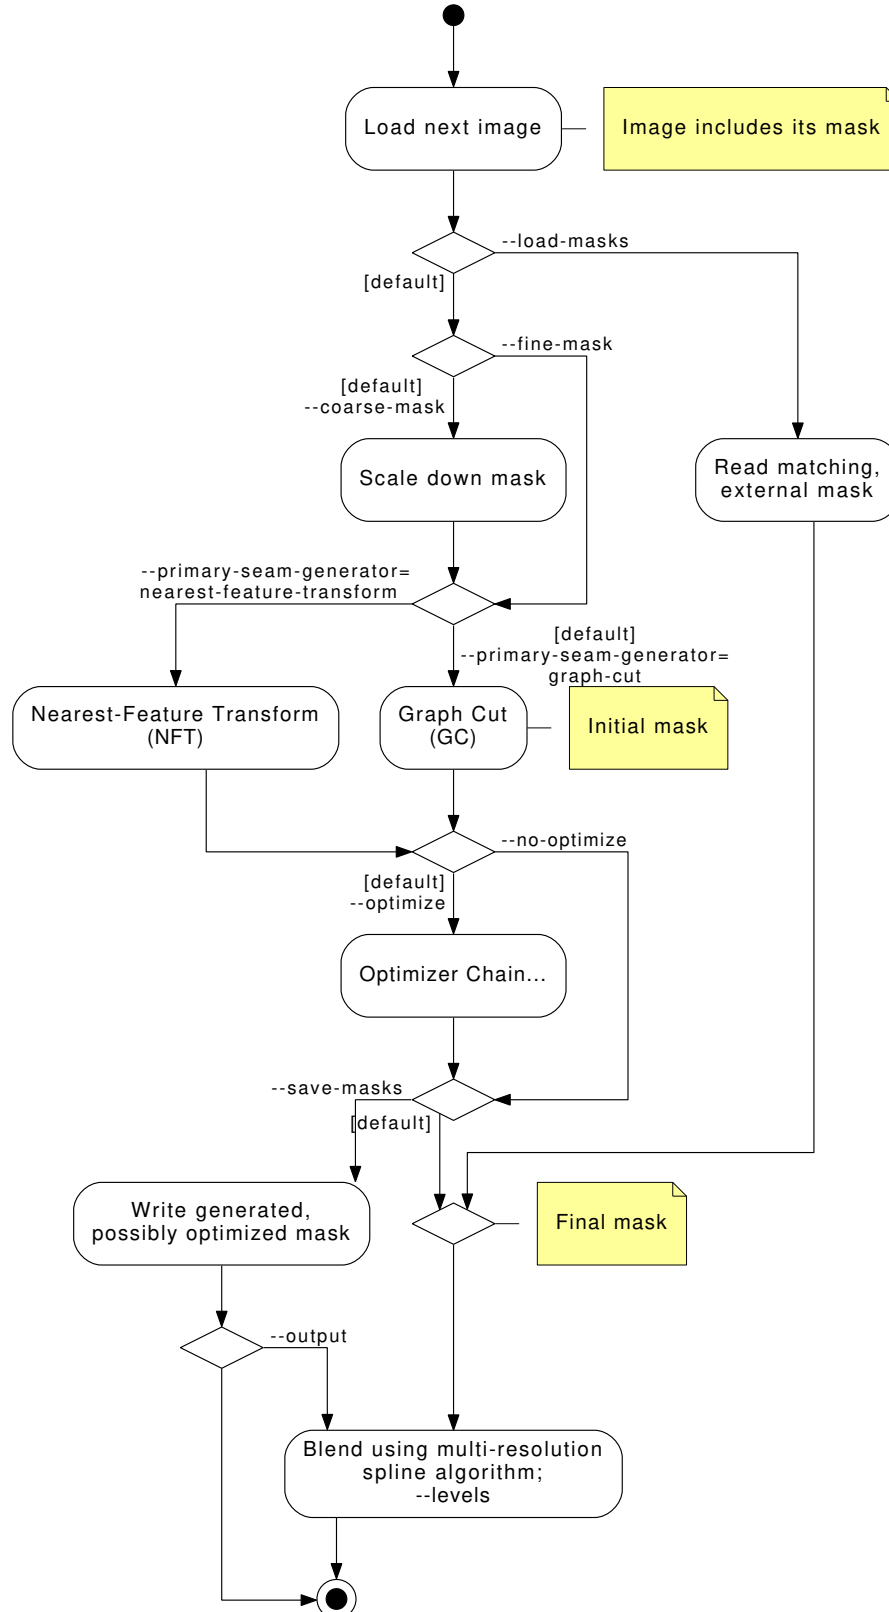 Load next image
Image includes its mask
--load-masks
[default]
--fine-mask
[default]
--coarse-mask
Scale down mask
Read matching,
external mask
--primary-seam-generator=
nearest-feature-transform
[default]
--primary-seam-generator=
graph-cut
Nearest-Feature Transform
(NFT)
Graph Cut
(GC)
Initial mask
--no-optimize
[default]
--optimize
Optimizer Chain...
--save-masks
[default]
Write generated,
possibly optimized mask
Final mask
--output
Blend using multi-resolution
spline algorithm;
--levels